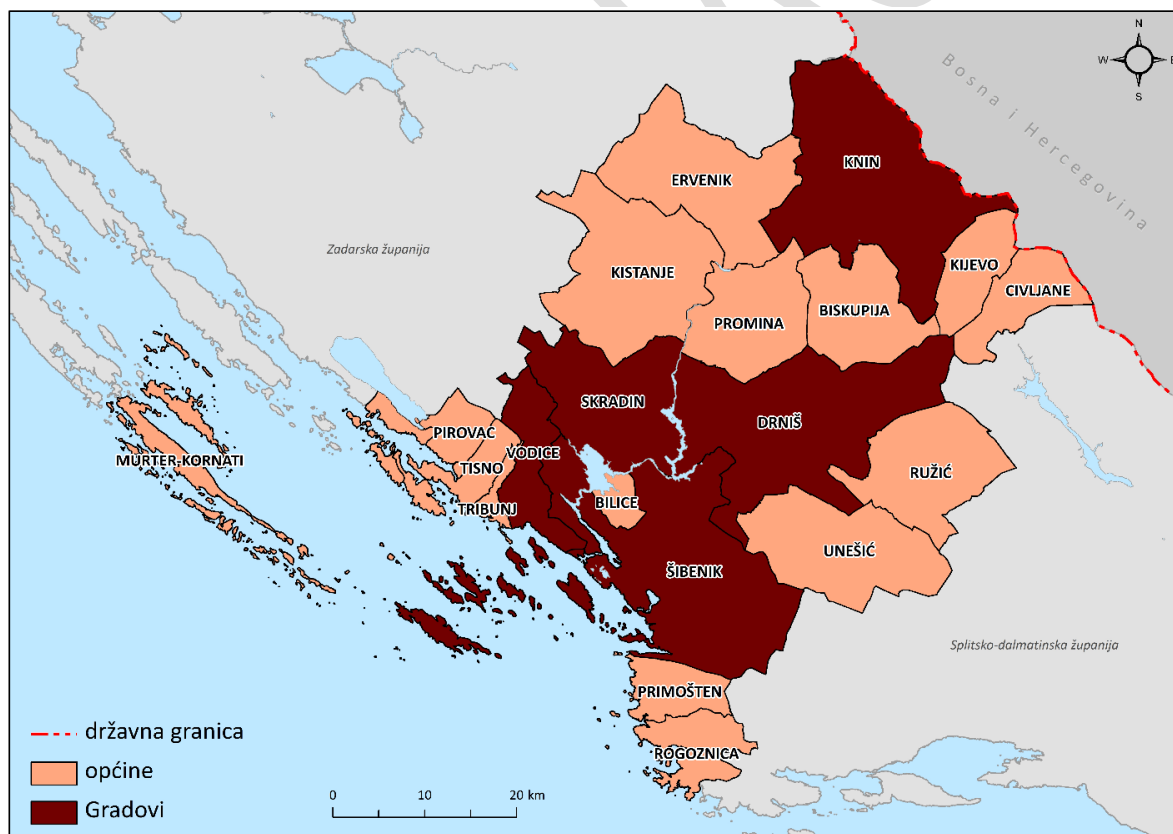 N
W E
S
Bosna i Hercegovina
KNIN
ERVENIK
Zadarska županija
KISTANJE
KIJEVO
CIVLJANE
PROMINA
BISKUPIJA
SKRADIN
DRNIŠ
PIROVAC
VODICE
MURTER-KORNATI
TISNO
RUŽIĆ
TRIBUNJ
BILICE
UNEŠIĆ
ŠIBENIK
Splitsko-dalmatinska županija
PRIMOŠTEN
ROGOZNICA
državna granica
općine
Gradovi
0 10 20 km